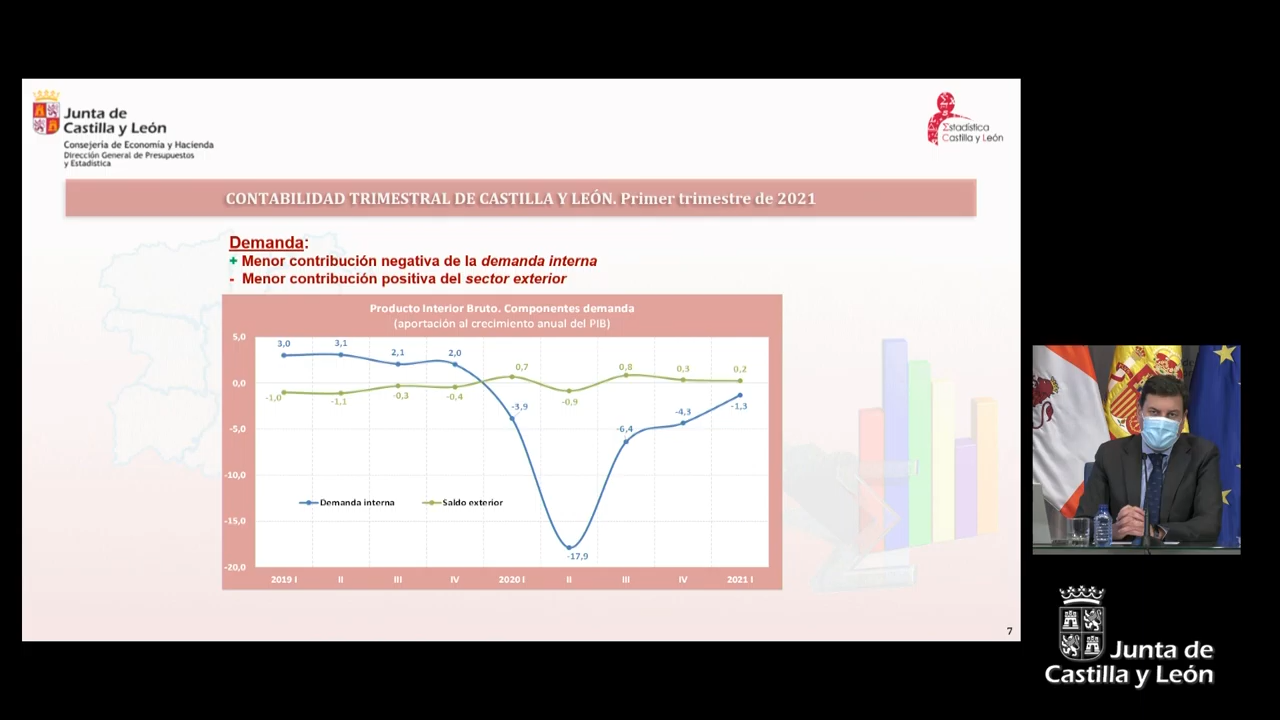 Junta de
Castilla y León
Consejería de Economía y Hacienda
Dirección General de Presupuestos
y Estadística
Estadística
Castilla y León
CONTABILIDAD TRIMESTRAL DE CASTILLA Y LEÓN. Primer trimestre de 2021
Demanda:
+ Menor contribución negativa de la demanda interna
- Menor contribución positiva del sector exterior
Producto Interior Bruto. Componentes demanda
(aportación al crecimiento anual del PIB)
5,0
0,0
-5,0
-10,0
-15,0
-20,0
3,0 3,1 2,1 2,0 -3,9 -17,9 -6,4 -4,3 -1,3
-1,0 -1,1 -0,3 -0,4 0,7 -0,9 0,8 0,3 0,2
Demanda interna Saldo exterior
2019 I II III IV 2020 I II III IV 2021 I
7
Junta de
Castilla y León